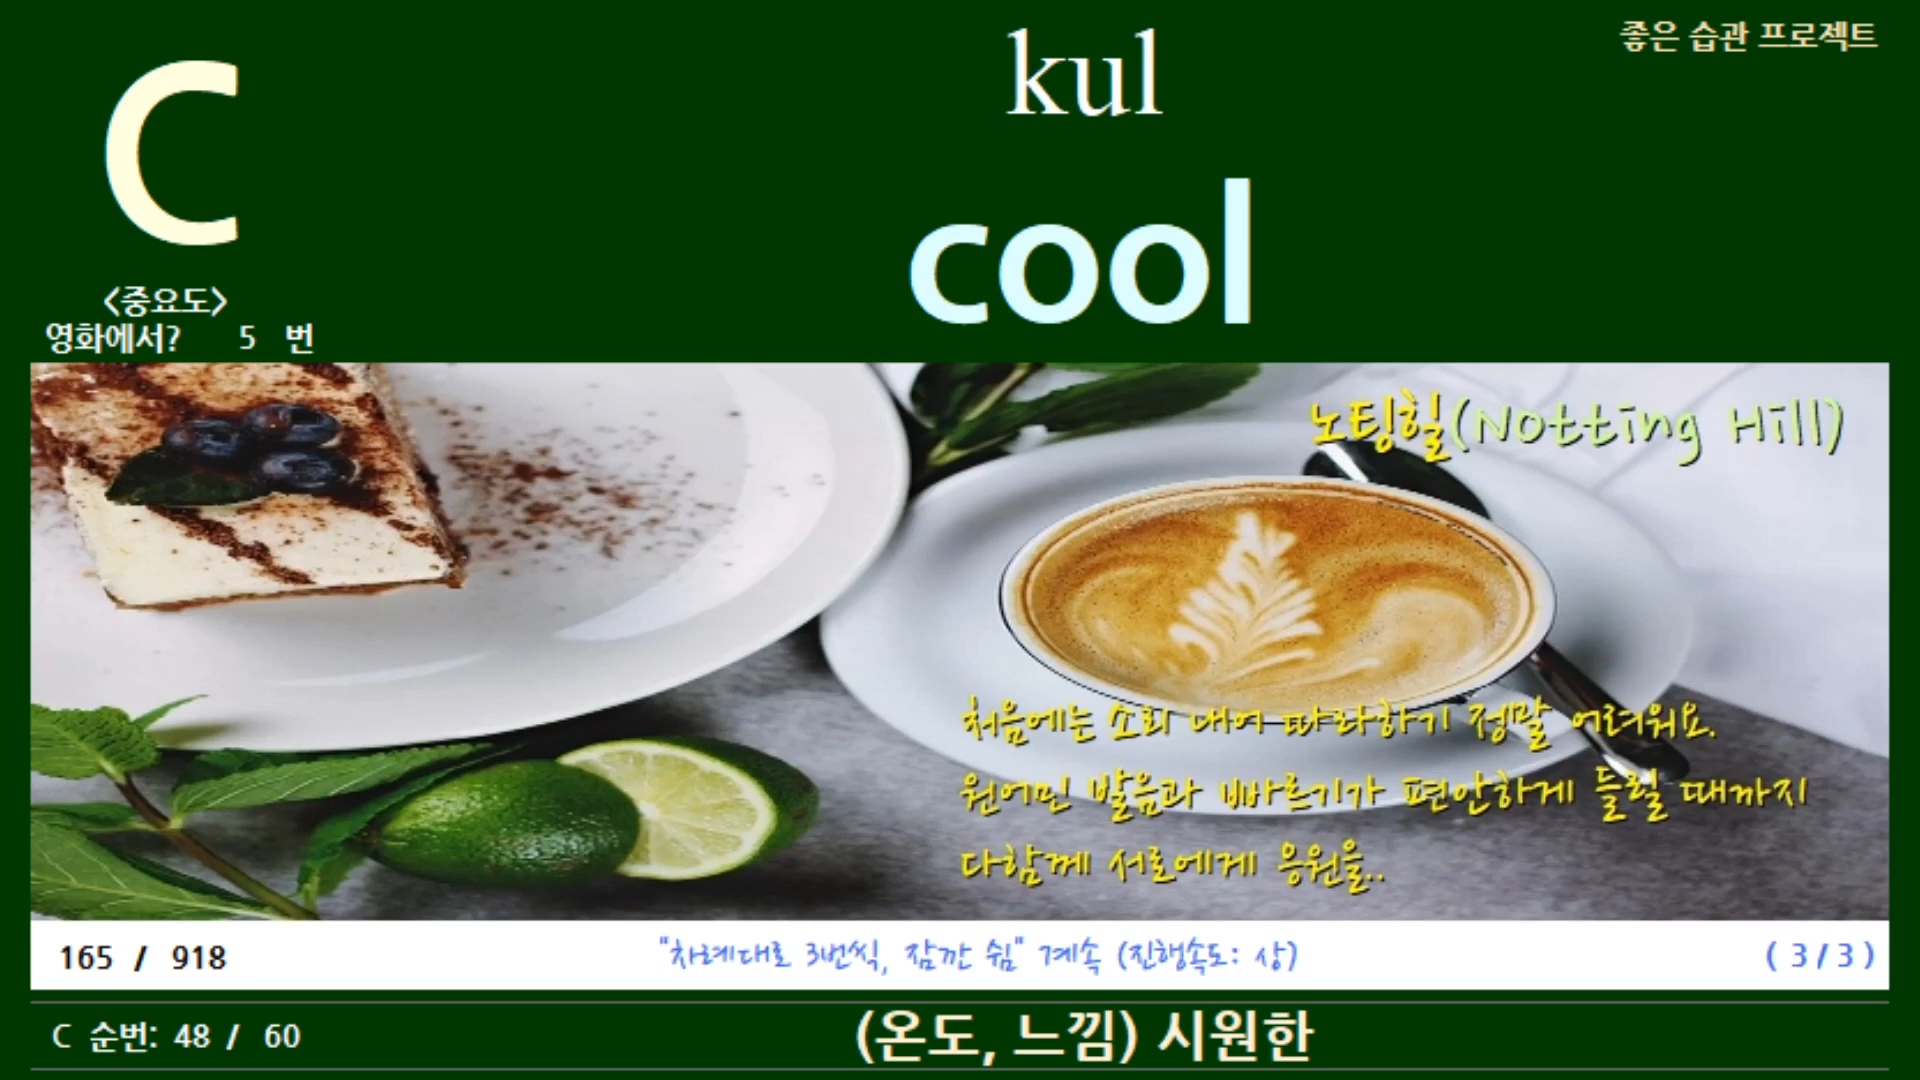 좋은 습관 프로젝트
C
kul
cool
<중요도>
영화에서? 5 번
노팅힐(Notting Hill)
처음에는 소리 내어 따라하기 정말 어려워요.
원어민 발음과 빠르기가 편안하게 들릴 때까지
다함께 서로에게 응원을..
165 / 918
"차례대로 3번씩, 잠깐 쉼" 계속 (진행속도: 상)
( 3 / 3 )
C 순번: 48 / 60
(온도, 느낌) 시원한